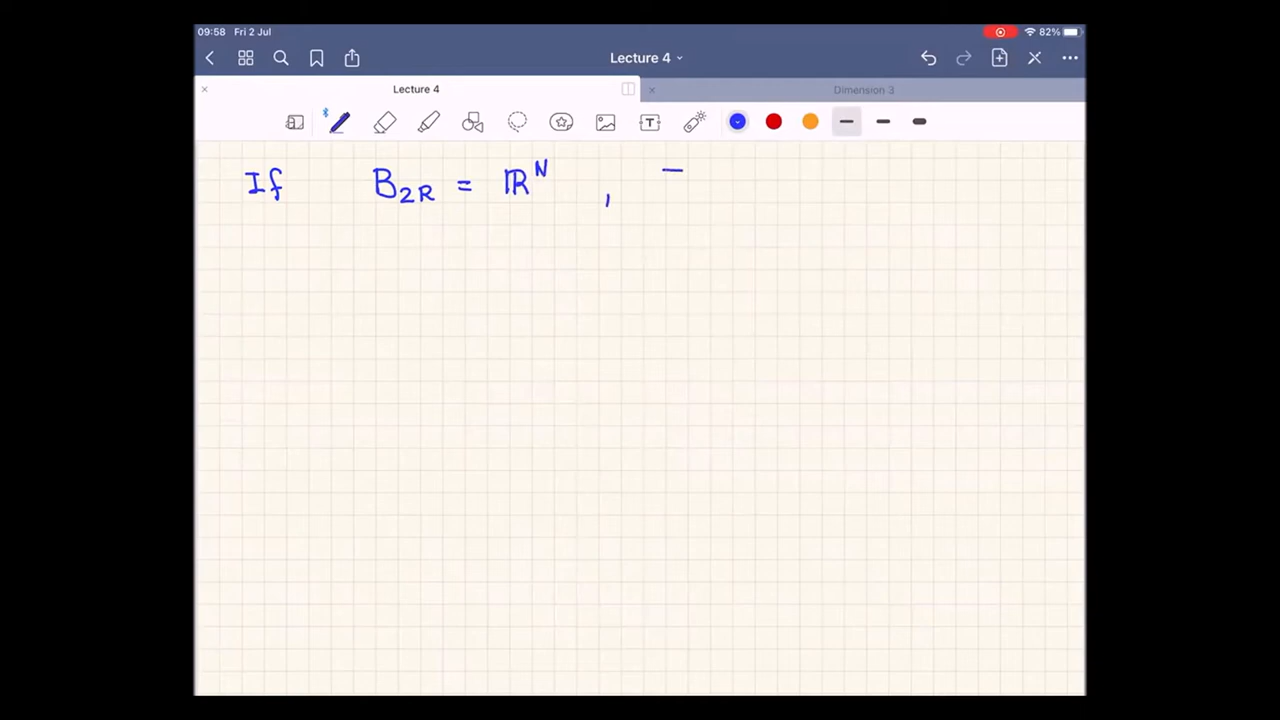 09:58 Fri 2 Jul 82%
Lecture 4
Lecture 4 Dimension 3
If B_{2R} = ℝ^N ,